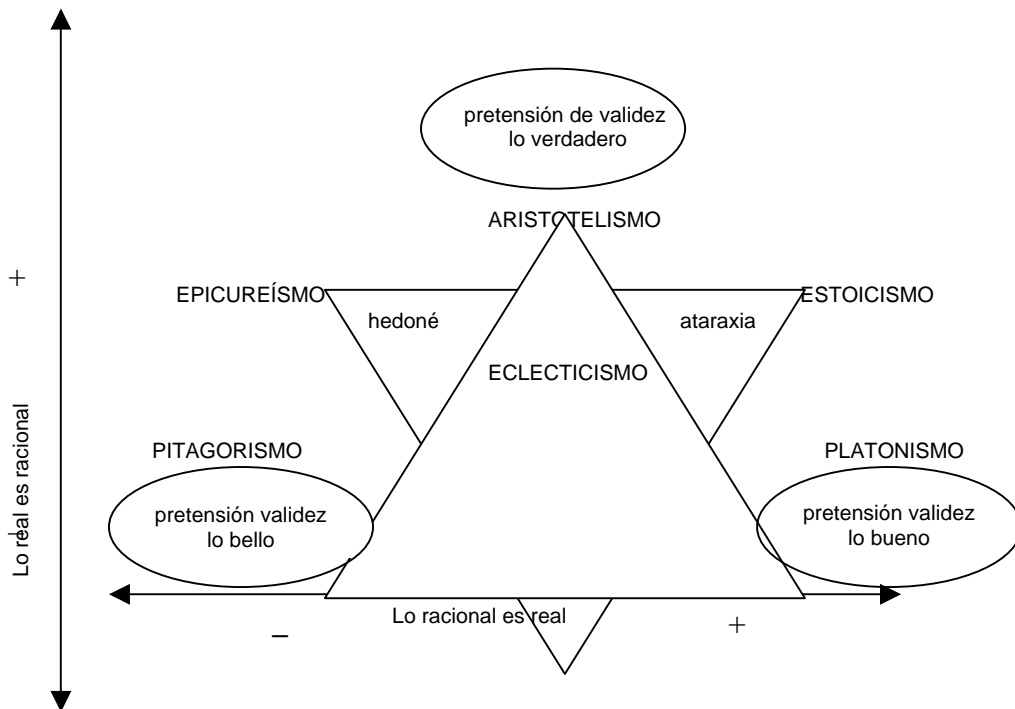 pretensión de validez
lo verdadero
ARISTOTELISMO
+
EPICUREÍSMO
ESTOICISMO
hedoné
ataraxia
ECLECTICISMO
Lo real es racional
PITAGORISMO
PLATONISMO
pretensión validez
lo bello
pretensión validez
lo bueno
–
Lo racional es real
–
+